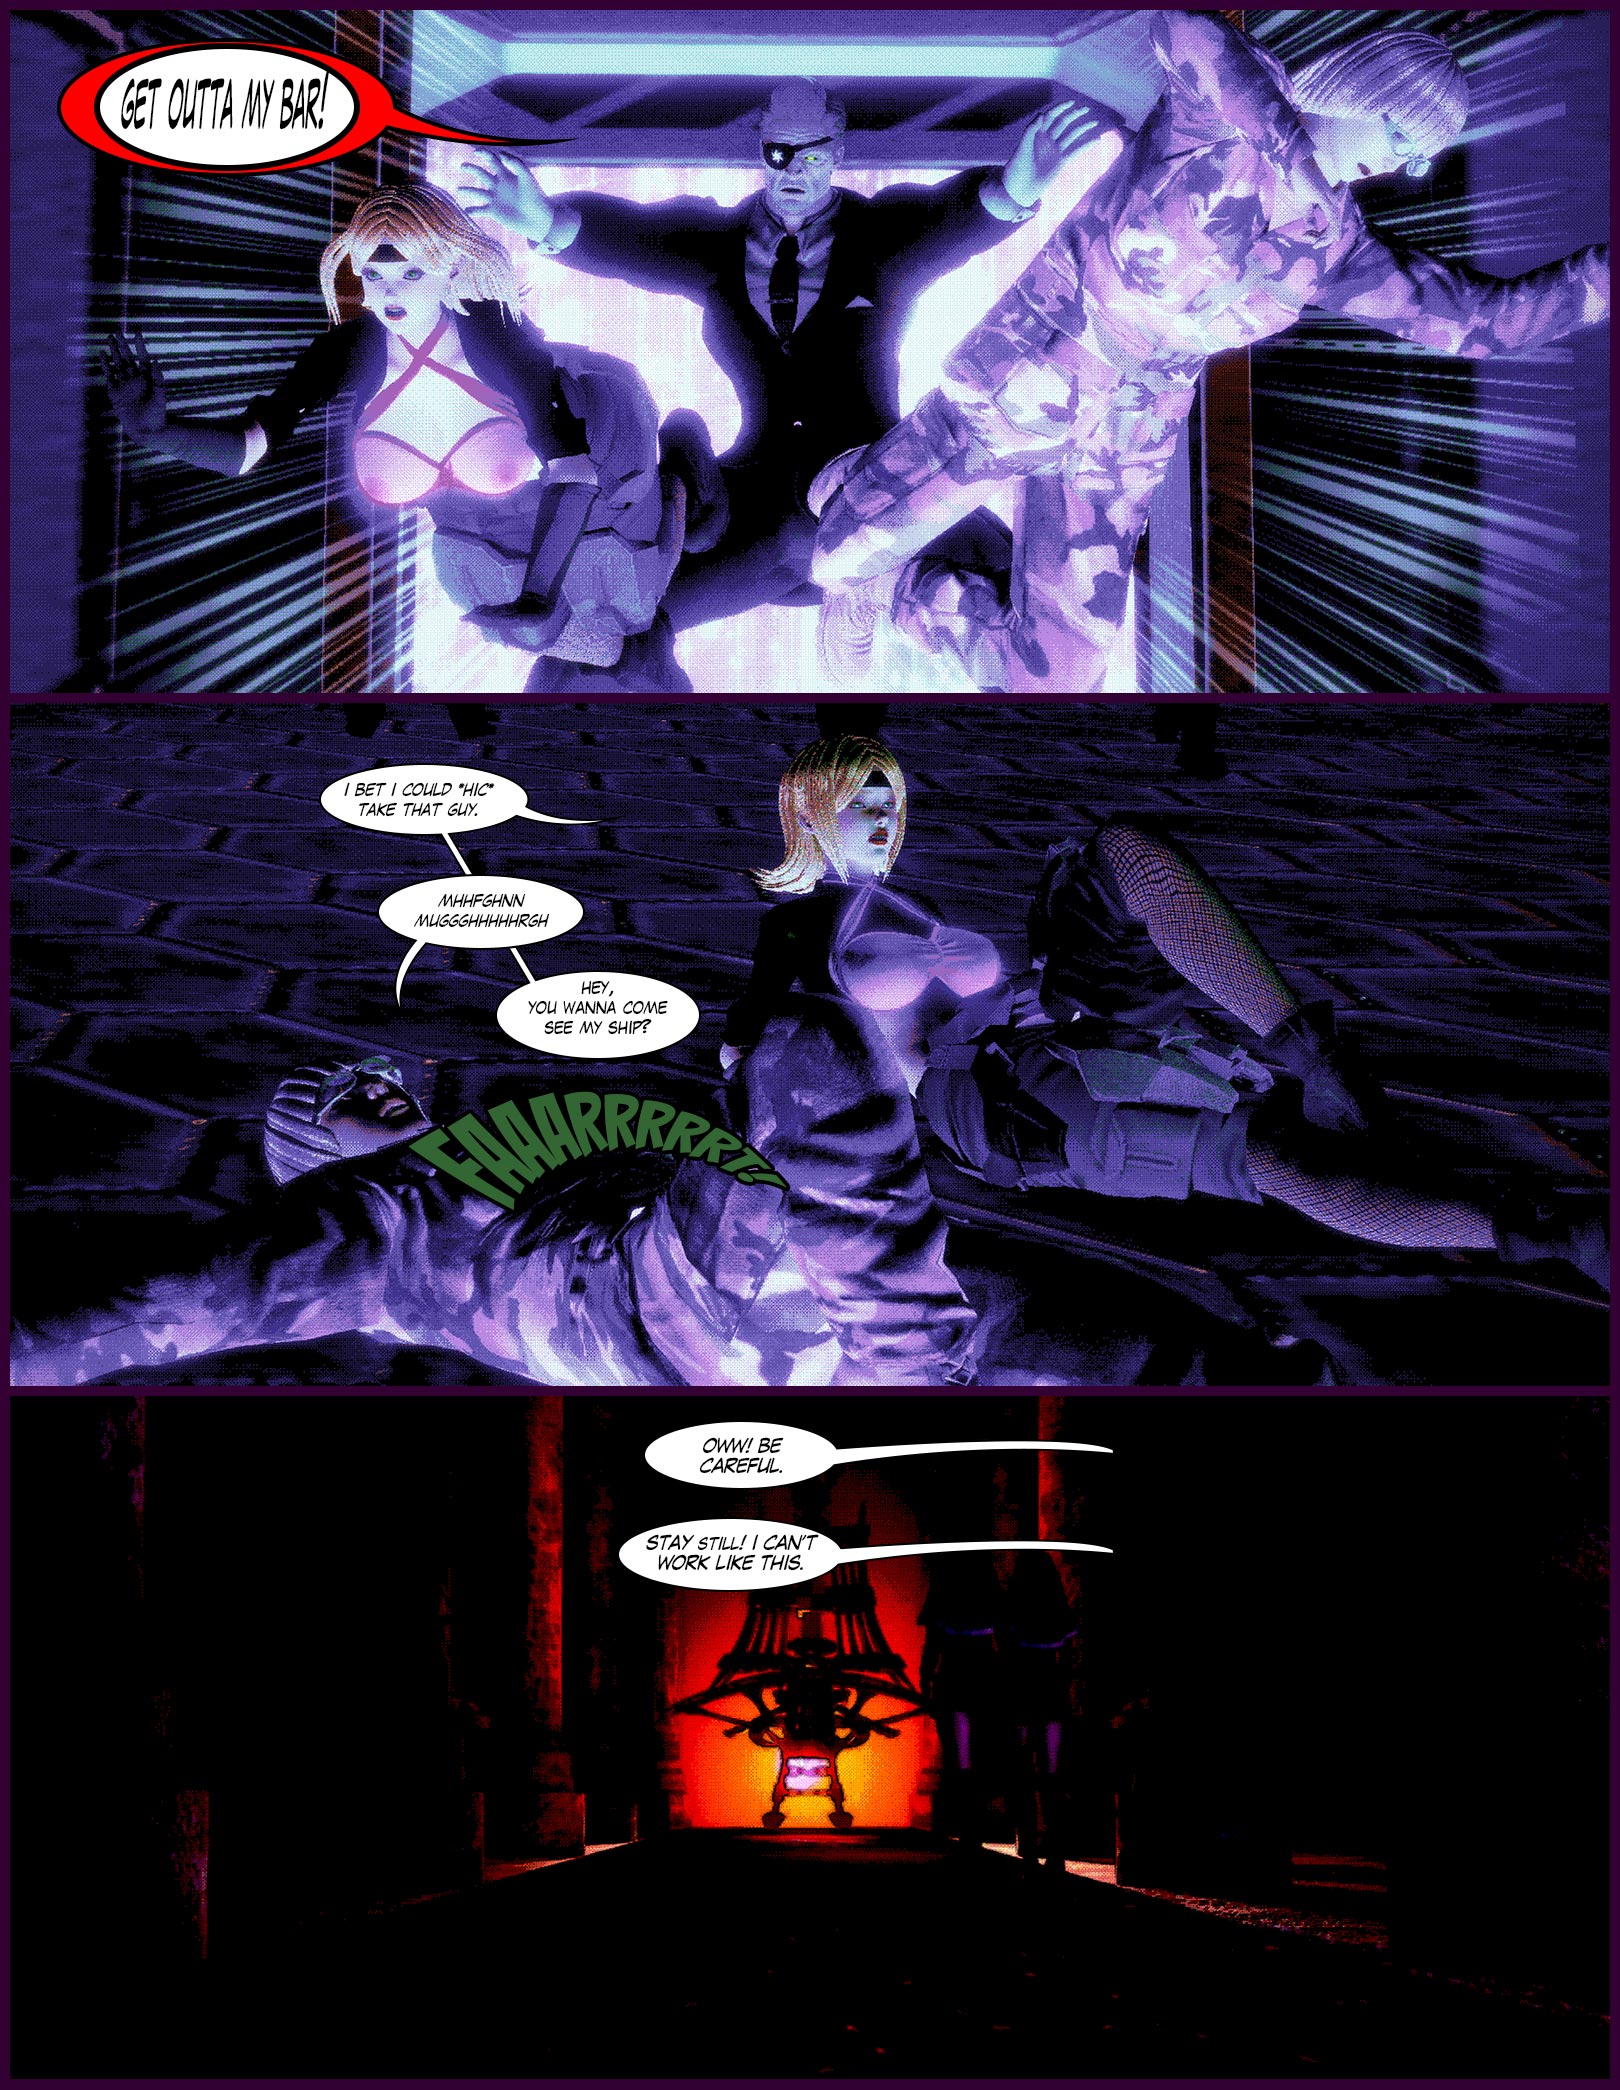 GET OUTTA MY BAR!
I BET I COULD *HIC*
TAKE THAT GUY.
MHHFGHNN
MUGGGHHHHHRGH
HEY,
YOU WANNA COME
SEE MY SHIP?
FAAARRRRRT!!
OWW! BE
CAREFUL.
STAY STILL! I CAN'T
WORK LIKE THIS.